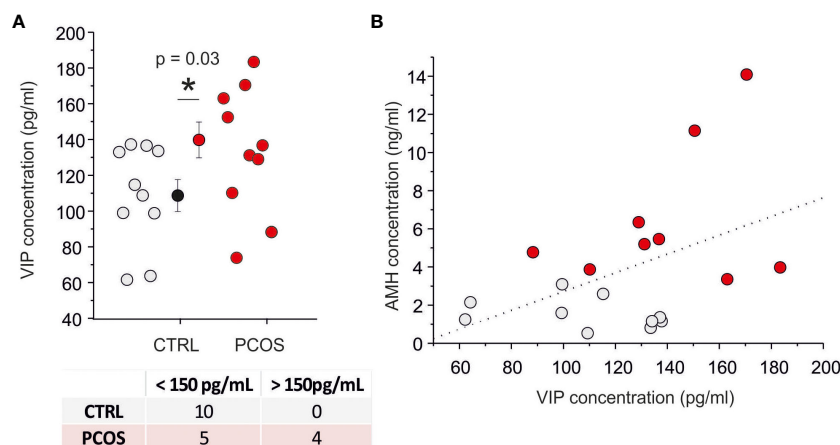 A
VIP concentration (pg/ml)
200
180
160
140
120
100
80
60
40
p = 0.03
*
CTRL PCOS
< 150 pg/mL > 150pg/mL
CTRL 10 0
PCOS 5 4
B
AMH concentration (ng/ml)
14
12
10
8
6
4
2
0
60 80 100 120 140 160 180 200
VIP concentration (pg/ml)